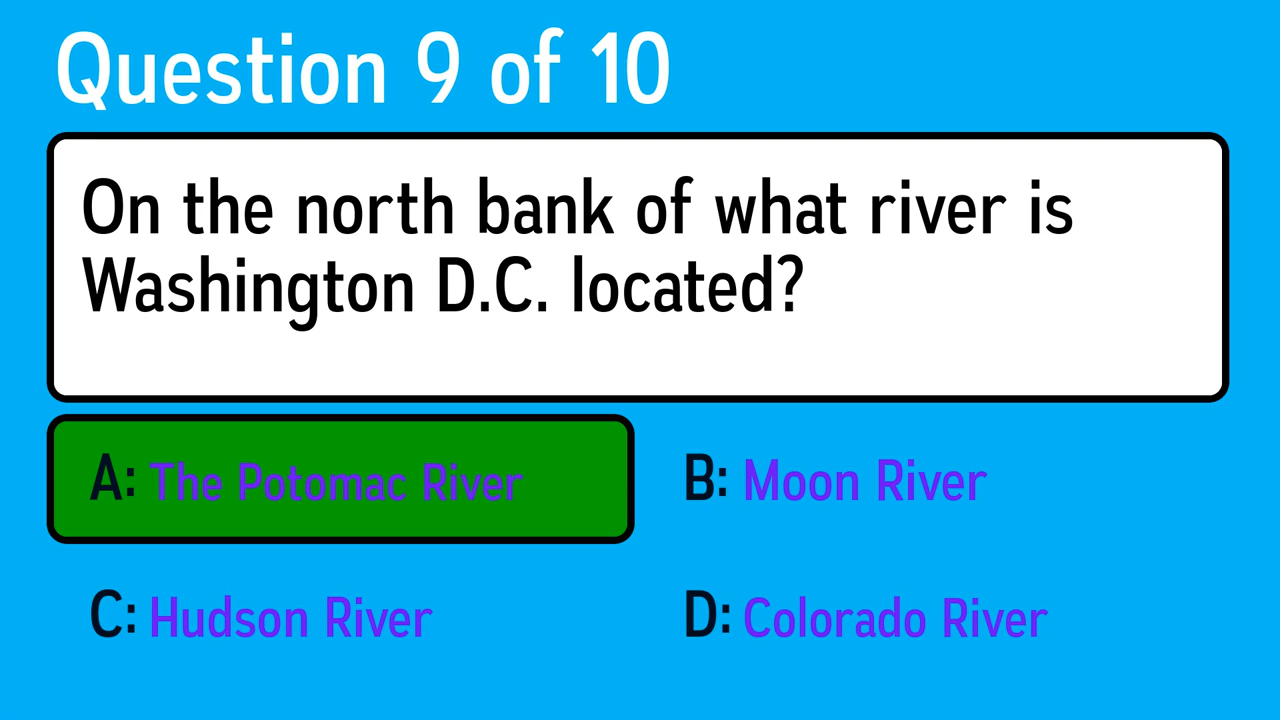 Question 9 of 10
On the north bank of what river is
Washington D.C. located?
A: The Potomac River
B: Moon River
C: Hudson River
D: Colorado River